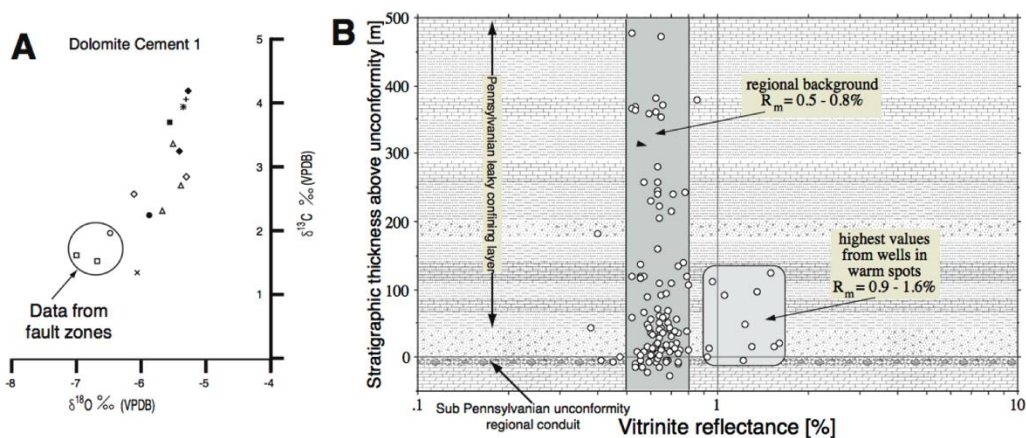 A
Dolomite Cement 1
5
4
3
2
1
δ¹³C ‰ (VPDB)
Data from
fault zones
-8
-7
-6
-5
-4
δ¹⁸O ‰ (VPDB)
B
Stratigraphic thickness above unconformity [m]
500
400
300
200
100
0
Pennsylvanian leaky confining layer
regional background
Rm = 0.5 - 0.8%
highest values
from wells in
warm spots
Rm = 0.9 - 1.6%
Sub Pennsylvanian unconformity
regional conduit
.1
1
10
Vitrinite reflectance [%]